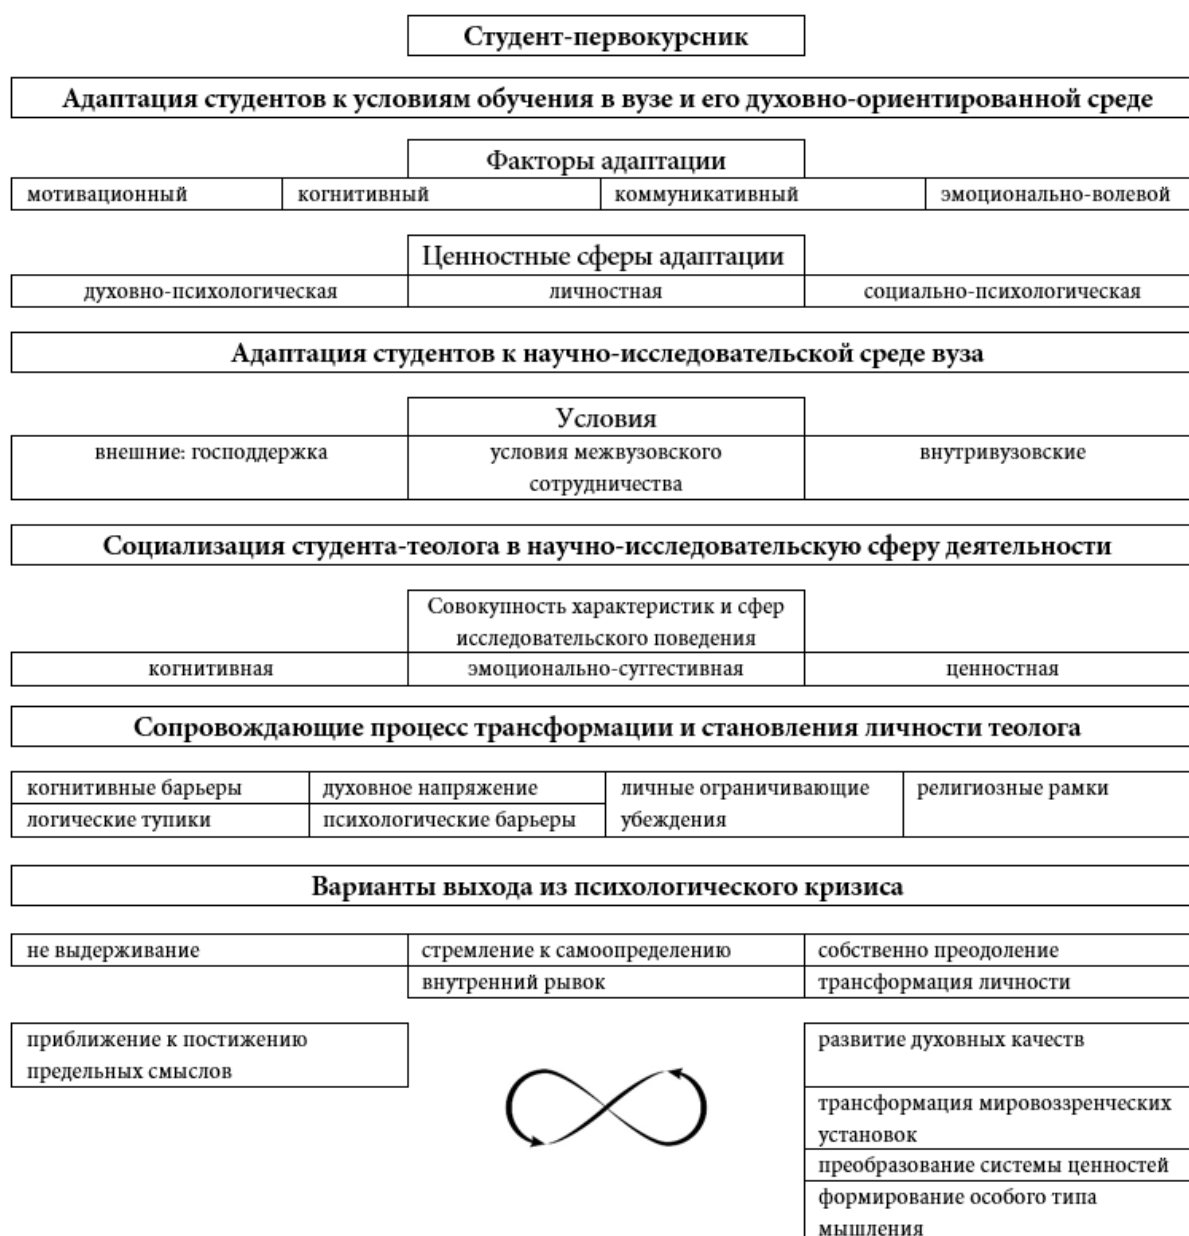 Студент-первокурсник
Адаптация студентов к условиям обучения в вузе и его духовно-ориентированной среде
Факторы адаптации
мотивационный
когнитивный
коммуникативный
эмоционально-волевой
Ценностные сферы адаптации
духовно-психологическая
личностная
социально-психологическая
Адаптация студентов к научно-исследовательской среде вуза
Условия
внешние: господдержка
условия межвузовского
сотрудничества
внутривузовские
Социализация студента-теолога в научно-исследовательскую сферу деятельности
Совокупность характеристик и сфер
исследовательского поведения
когнитивная
эмоционально-суггестивная
ценностная
Сопровождающие процесс трансформации и становления личности теолога
когнитивные барьеры
логические тупики
духовное напряжение
психологические барьеры
личные ограничивающие
убеждения
религиозные рамки
Варианты выхода из психологического кризиса
не выдерживание
стремление к самоопределению
внутренний рывок
собственно преодоление
трансформация личности
приближение к постижению
предельных смыслов
развитие духовных качеств
трансформация мировоззренческих
установок
преобразование системы ценностей
формирование особого типа
мышления